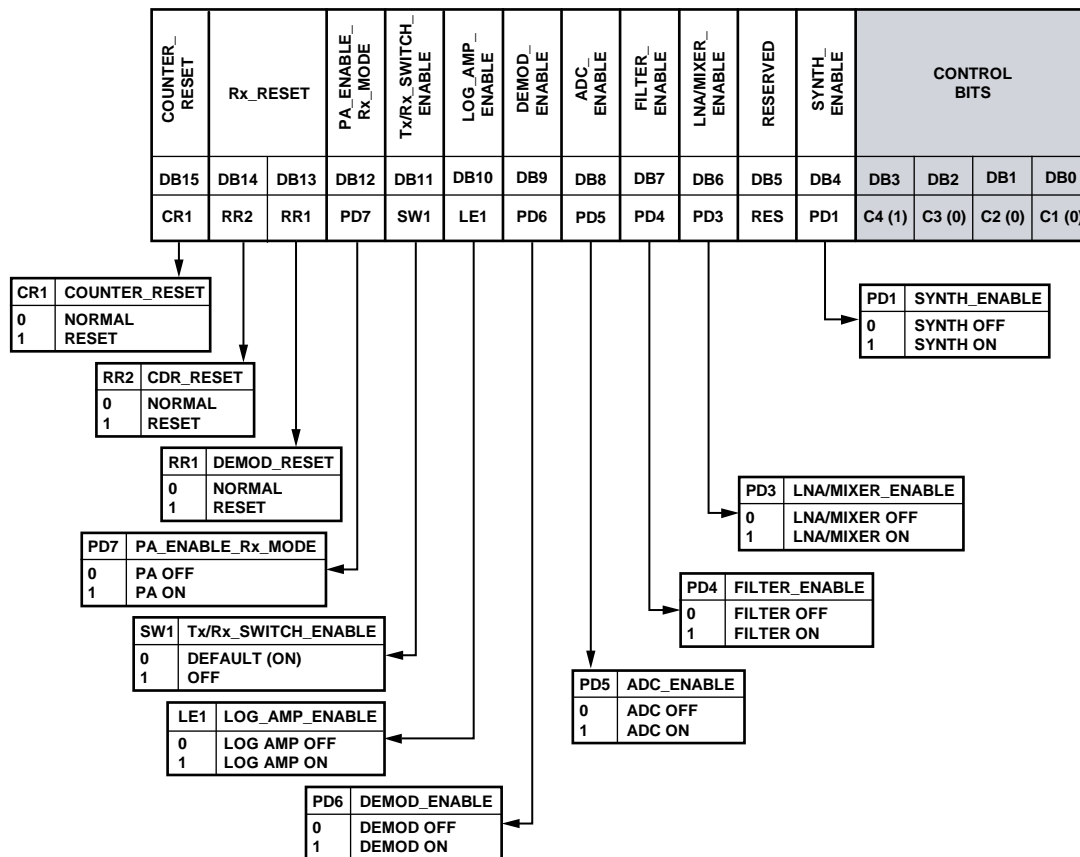 COUNTER_
RESET
Rx_RESET
PA_ENABLE_
Rx_MODE
Tx/Rx_SWITCH_
ENABLE
LOG_AMP_
ENABLE
DEMOD_
ENABLE
ADC_
ENABLE
FILTER_
ENABLE
LNA/MIXER_
ENABLE
RESERVED
SYNTH_
ENABLE
CONTROL
BITS
DB15 DB14 DB13 DB12 DB11 DB10 DB9 DB8 DB7 DB6 DB5 DB4 DB3 DB2 DB1 DB0
CR1 RR2 RR1 PD7 SW1 LE1 PD6 PD5 PD4 PD3 RES PD1 C4 (1) C3 (0) C2 (0) C1 (0)
CR1 COUNTER_RESET
0 NORMAL
1 RESET
PD1 SYNTH_ENABLE
0 SYNTH OFF
1 SYNTH ON
RR2 CDR_RESET
0 NORMAL
1 RESET
RR1 DEMOD_RESET
0 NORMAL
1 RESET
PD3 LNA/MIXER_ENABLE
0 LNA/MIXER OFF
1 LNA/MIXER ON
PD7 PA_ENABLE_Rx_MODE
0 PA OFF
1 PA ON
PD4 FILTER_ENABLE
0 FILTER OFF
1 FILTER ON
SW1 Tx/Rx_SWITCH_ENABLE
0 DEFAULT (ON)
1 OFF
PD5 ADC_ENABLE
0 ADC OFF
1 ADC ON
LE1 LOG_AMP_ENABLE
0 LOG AMP OFF
1 LOG AMP ON
PD6 DEMOD_ENABLE
0 DEMOD OFF
1 DEMOD ON